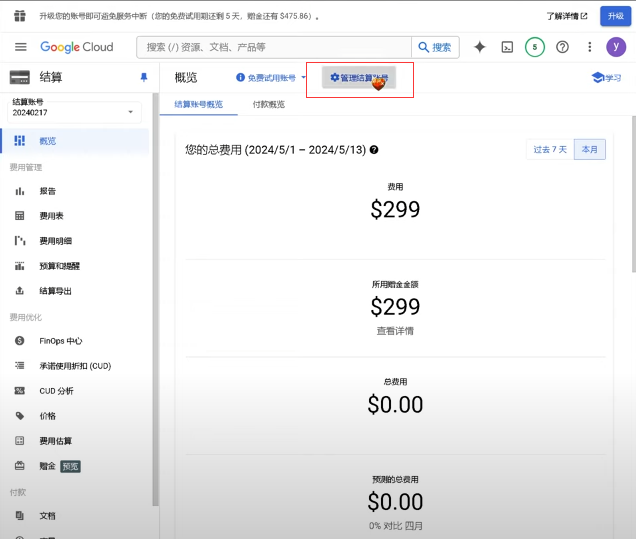 升级您的账号即可避免服务中断 (您的免费试用期还剩 5 天，赠金还有 $475.86) 。
了解详情
升级
Google Cloud
搜索 (/) 资源、文档、产品等
搜索
5
y
结算
概览
免费试用账号
管理结算账号
学习
结算账号
20240217
结算账号概览
付款概览
概览
费用管理
报告
费用表
费用明细
预算和提醒
结算导出
费用优化
FinOps 中心
承诺使用折扣 (CUD)
CUD 分析
价格
费用估算
赠金 预览
付款
文档
您的总费用 (2024/5/1 – 2024/5/13)
过去 7 天
本月
费用
$299
所用赠金金额
$299
查看详情
总费用
$0.00
预测的总费用
$0.00
0% 对比 四月